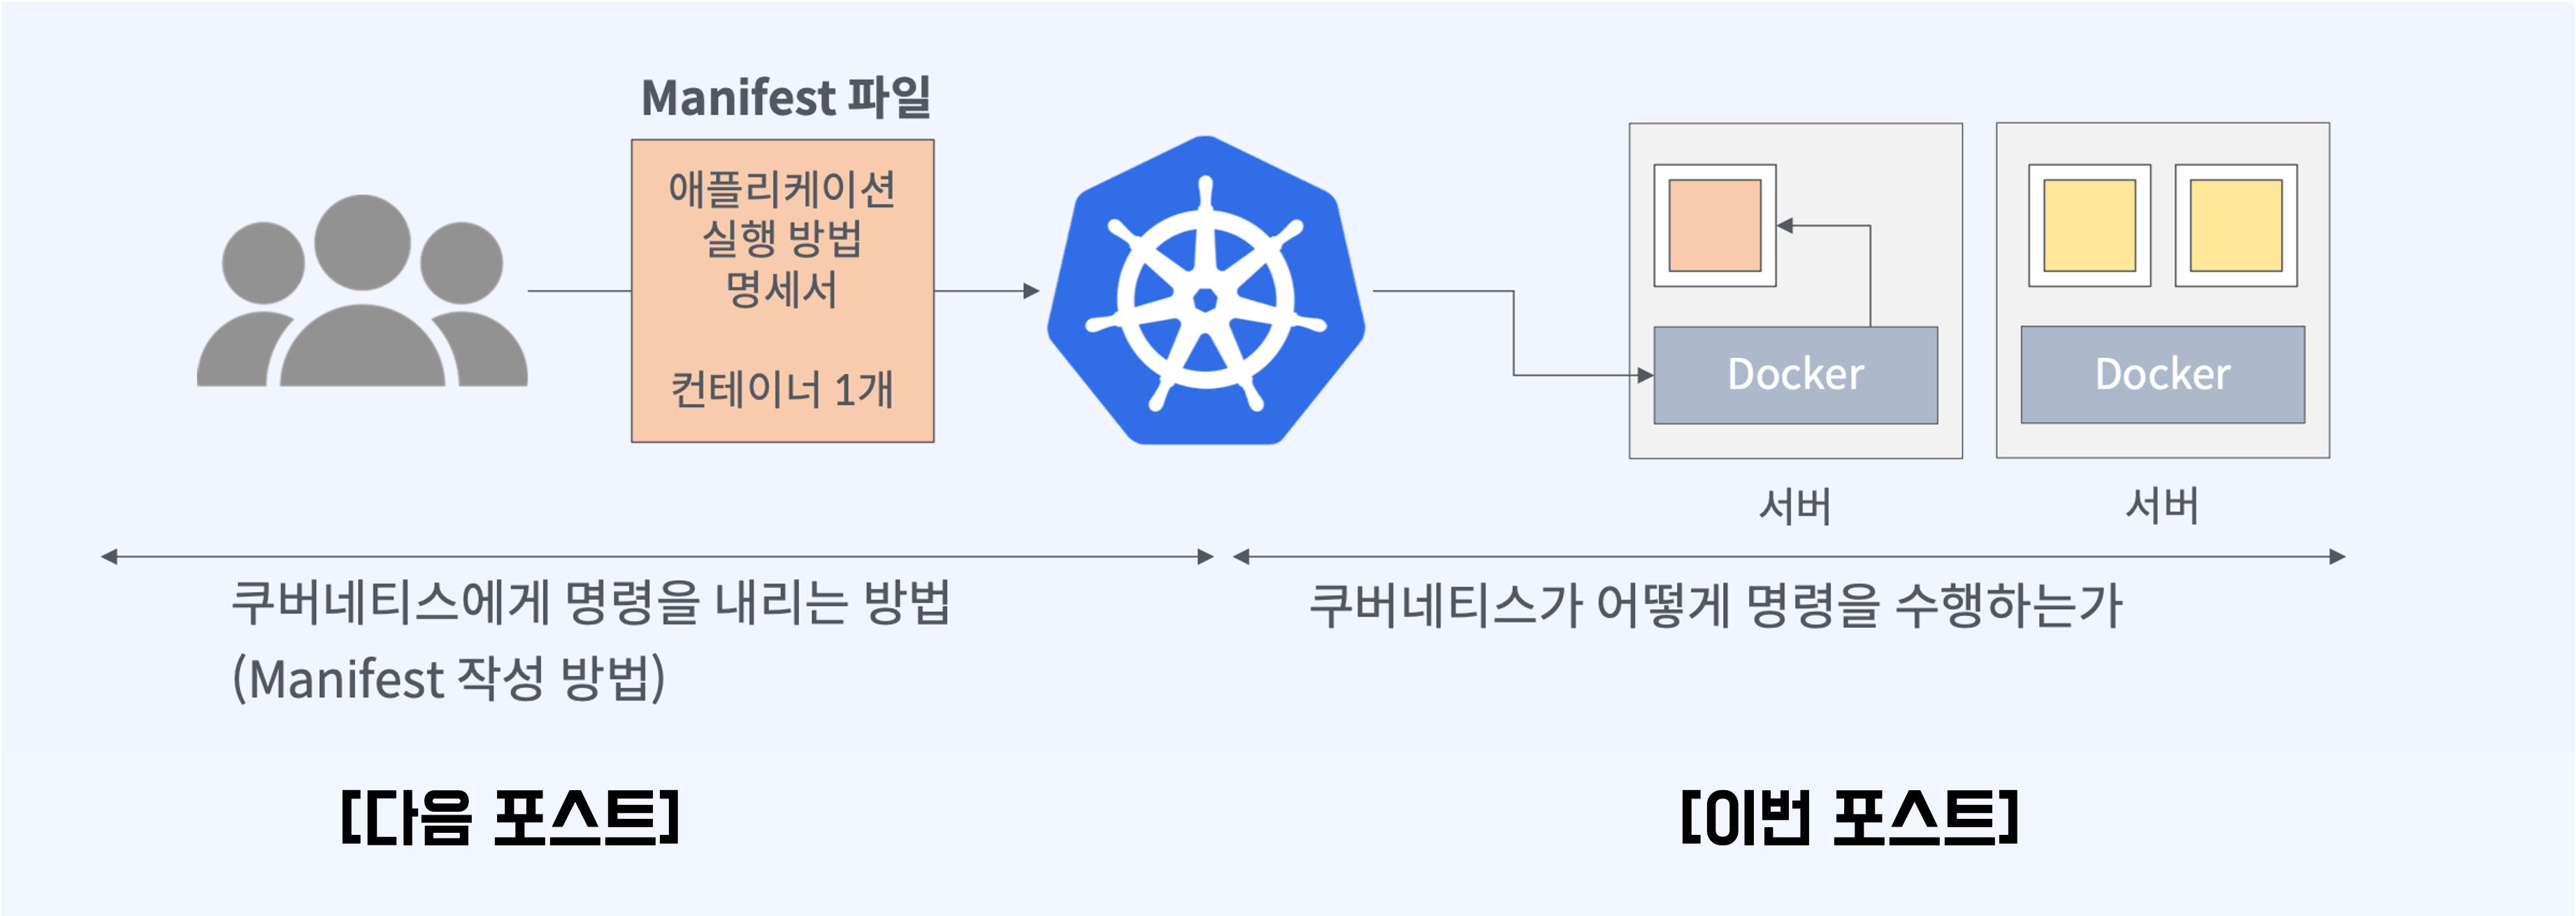 Manifest 파일
애플리케이션
실행 방법
명세서
컨테이너 1개
Docker
Docker
서버
서버
쿠버네티스에게 명령을 내리는 방법
(Manifest 작성 방법)
쿠버네티스가 어떻게 명령을 수행하는가
[다음 포스트]
[이번 포스트]